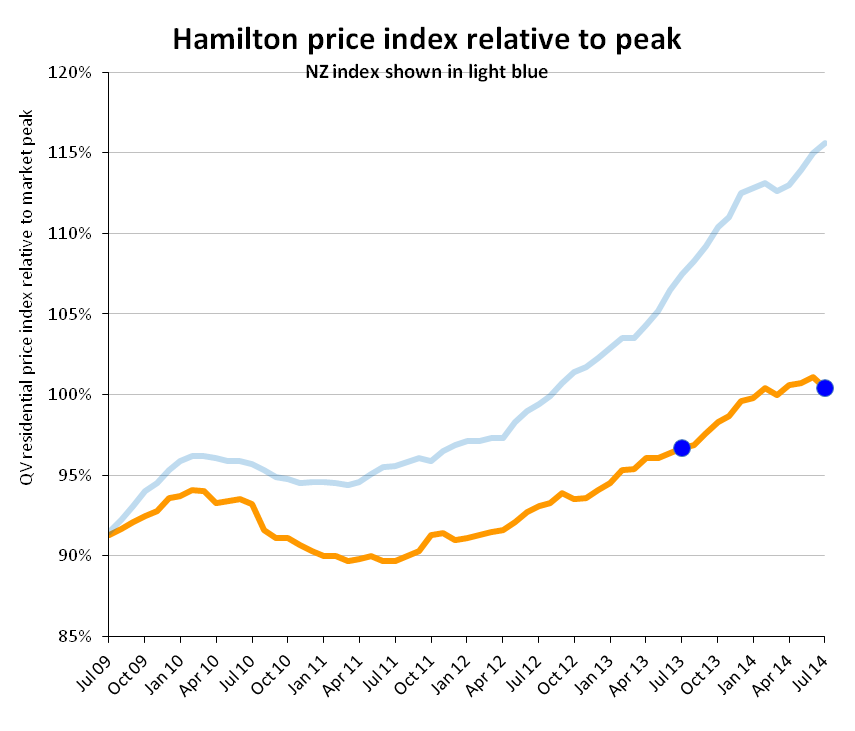 Hamilton price index relative to peak
NZ index shown in light blue
QV residential price index relative to market peak
120%
115%
110%
105%
100%
95%
90%
85%
Jul 09
Oct 09
Jan 10
Apr 10
Jul 10
Oct 10
Jan 11
Apr 11
Jul 11
Oct 11
Jan 12
Apr 12
Jul 12
Oct 12
Jan 13
Apr 13
Jul 13
Oct 13
Jan 14
Apr 14
Jul 14